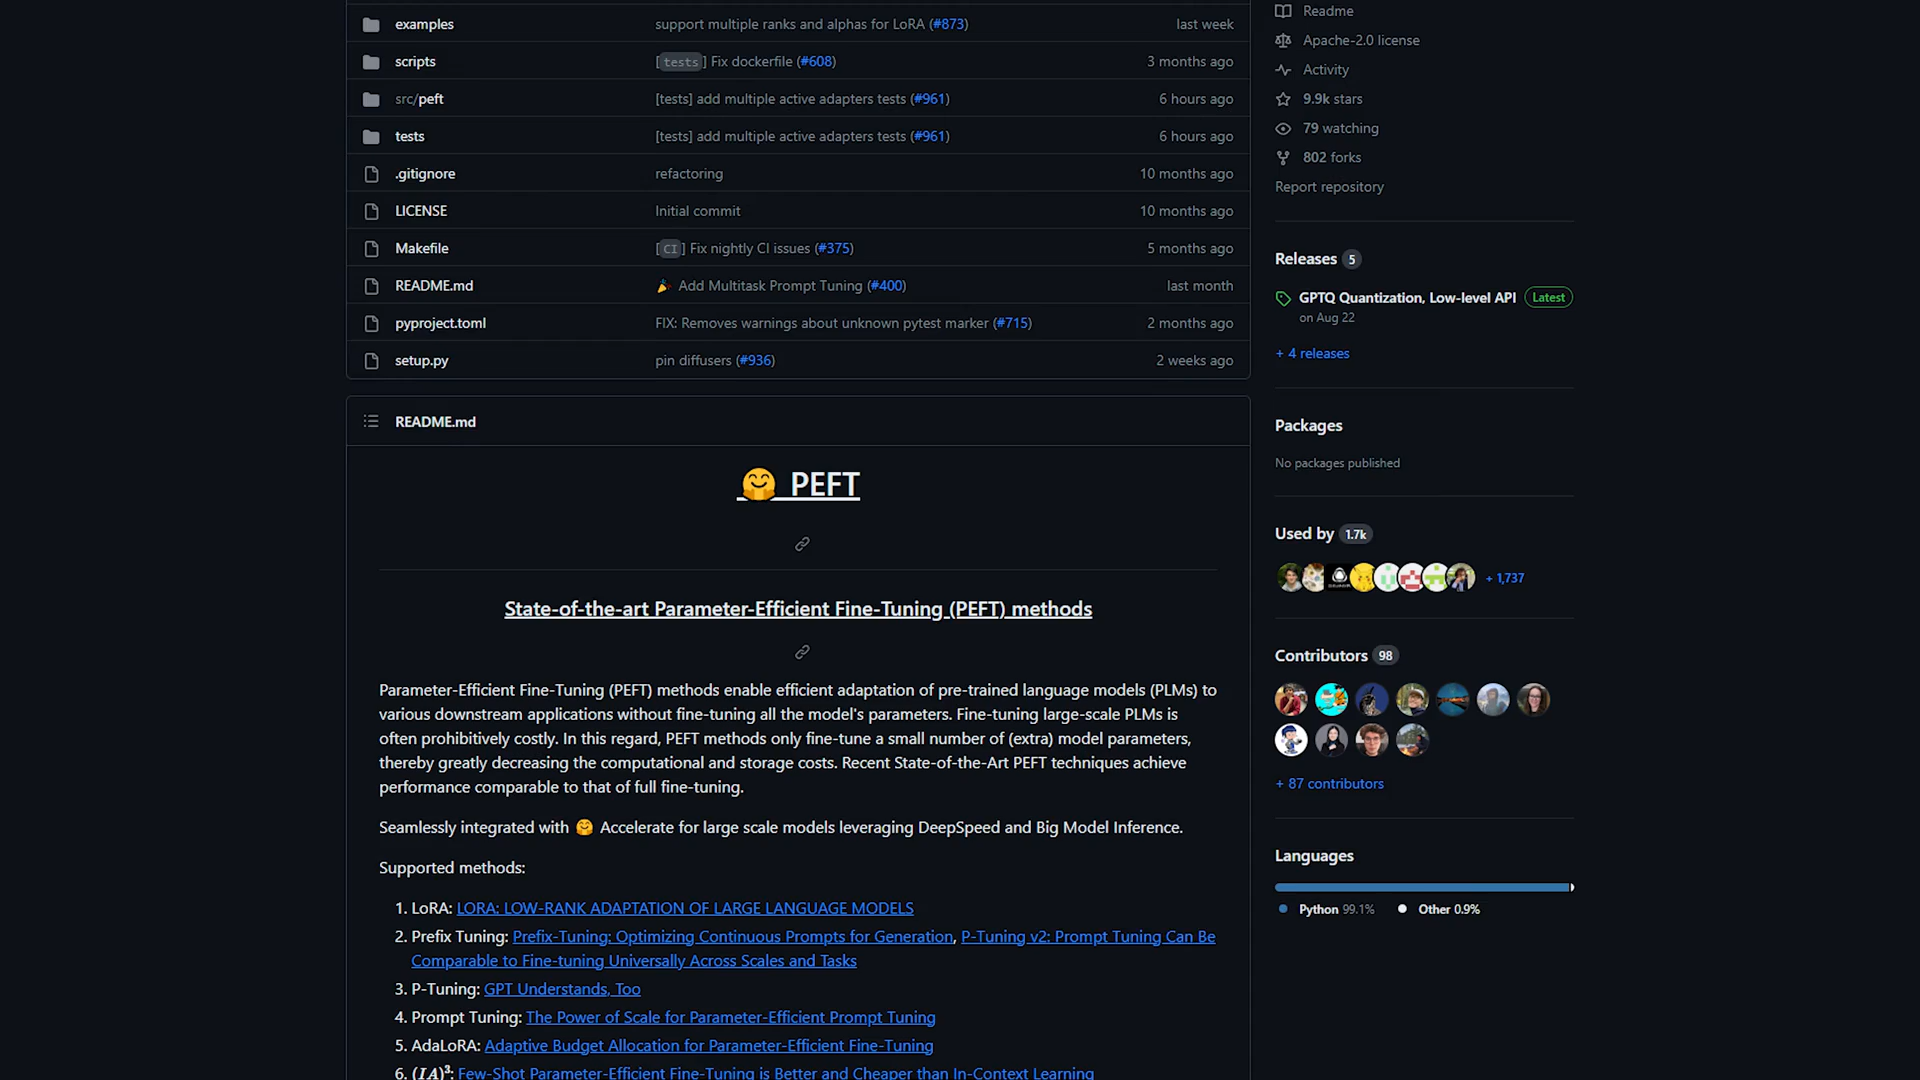 examples support multiple ranks and alphas for LoRA (#873) last week
scripts [tests] Fix dockerfile (#608) 3 months ago
src/peft [tests] add multiple active adapters tests (#961) 6 hours ago
tests [tests] add multiple active adapters tests (#961) 6 hours ago
.gitignore refactoring 10 months ago
LICENSE Initial commit 10 months ago
Makefile [CI] Fix nightly CI issues (#375) 5 months ago
README.md 🎉 Add Multitask Prompt Tuning (#400) last month
pyproject.toml FIX: Removes warnings about unknown pytest marker (#715) 2 months ago
setup.py pin diffusers (#936) 2 weeks ago
README.md
🤗 PEFT
State-of-the-art Parameter-Efficient Fine-Tuning (PEFT) methods
Parameter-Efficient Fine-Tuning (PEFT) methods enable efficient adaptation of pre-trained language models (PLMs) to
various downstream applications without fine-tuning all the model's parameters. Fine-tuning large-scale PLMs is
often prohibitively costly. In this regard, PEFT methods only fine-tune a small number of (extra) model parameters,
thereby greatly decreasing the computational and storage costs. Recent State-of-the-Art PEFT techniques achieve
performance comparable to that of full fine-tuning.
Seamlessly integrated with 🤗 Accelerate for large scale models leveraging DeepSpeed and Big Model Inference.
Supported methods:
1. LoRA: LORA: LOW-RANK ADAPTATION OF LARGE LANGUAGE MODELS
2. Prefix Tuning: Prefix-Tuning: Optimizing Continuous Prompts for Generation, P-Tuning v2: Prompt Tuning Can Be
Comparable to Fine-tuning Universally Across Scales and Tasks
3. P-Tuning: GPT Understands, Too
4. Prompt Tuning: The Power of Scale for Parameter-Efficient Prompt Tuning
5. AdaLoRA: Adaptive Budget Allocation for Parameter-Efficient Fine-Tuning
6. (IA)³: Few-Shot Parameter-Efficient Fine-Tuning is Better and Cheaper than In-Context Learning
Readme
Apache-2.0 license
Activity
9.9k stars
79 watching
802 forks
Report repository
Releases 5
GPTQ Quantization, Low-level API Latest
on Aug 22
+ 4 releases
Packages
No packages published
Used by 1.7k
+ 1,737
Contributors 98
+ 87 contributors
Languages
Python 99.1% Other 0.9%